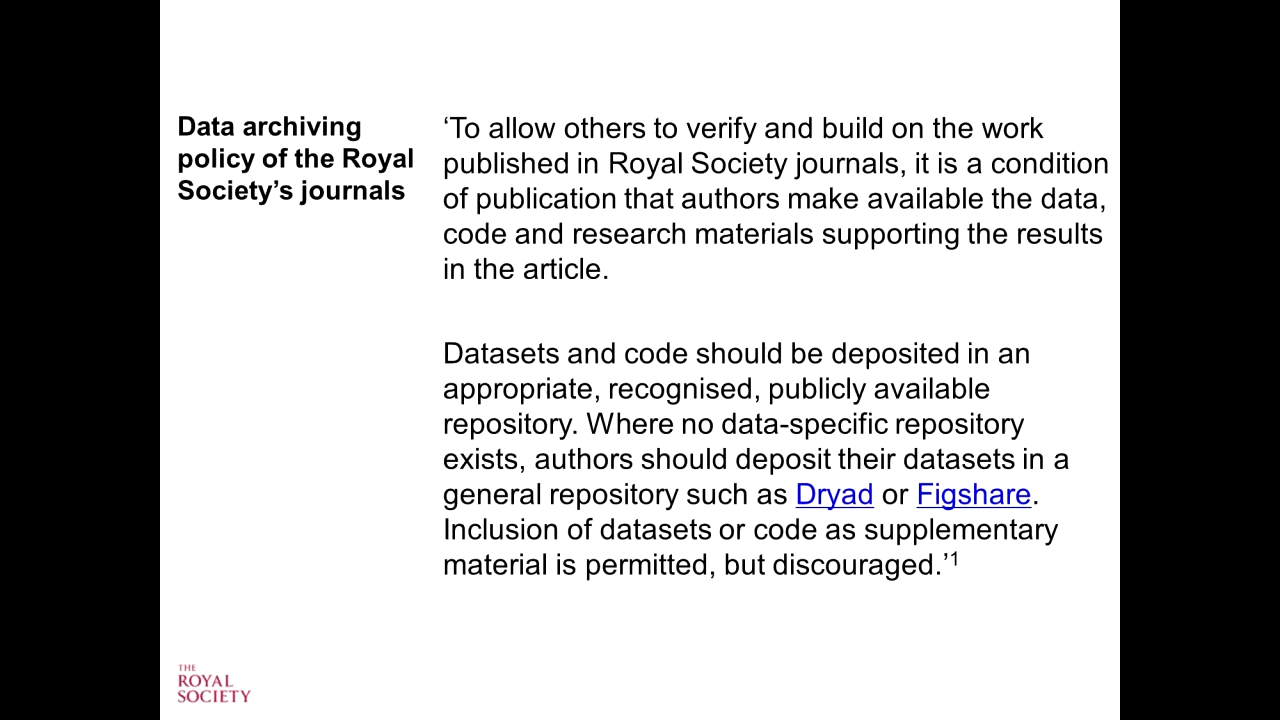 Data archiving
policy of the Royal
Society’s journals
‘To allow others to verify and build on the work
published in Royal Society journals, it is a condition
of publication that authors make available the data,
code and research materials supporting the results
in the article.
Datasets and code should be deposited in an
appropriate, recognised, publicly available
repository. Where no data-specific repository
exists, authors should deposit their datasets in a
general repository such as Dryad or Figshare.
Inclusion of datasets or code as supplementary
material is permitted, but discouraged.’¹
THE
ROYAL
SOCIETY